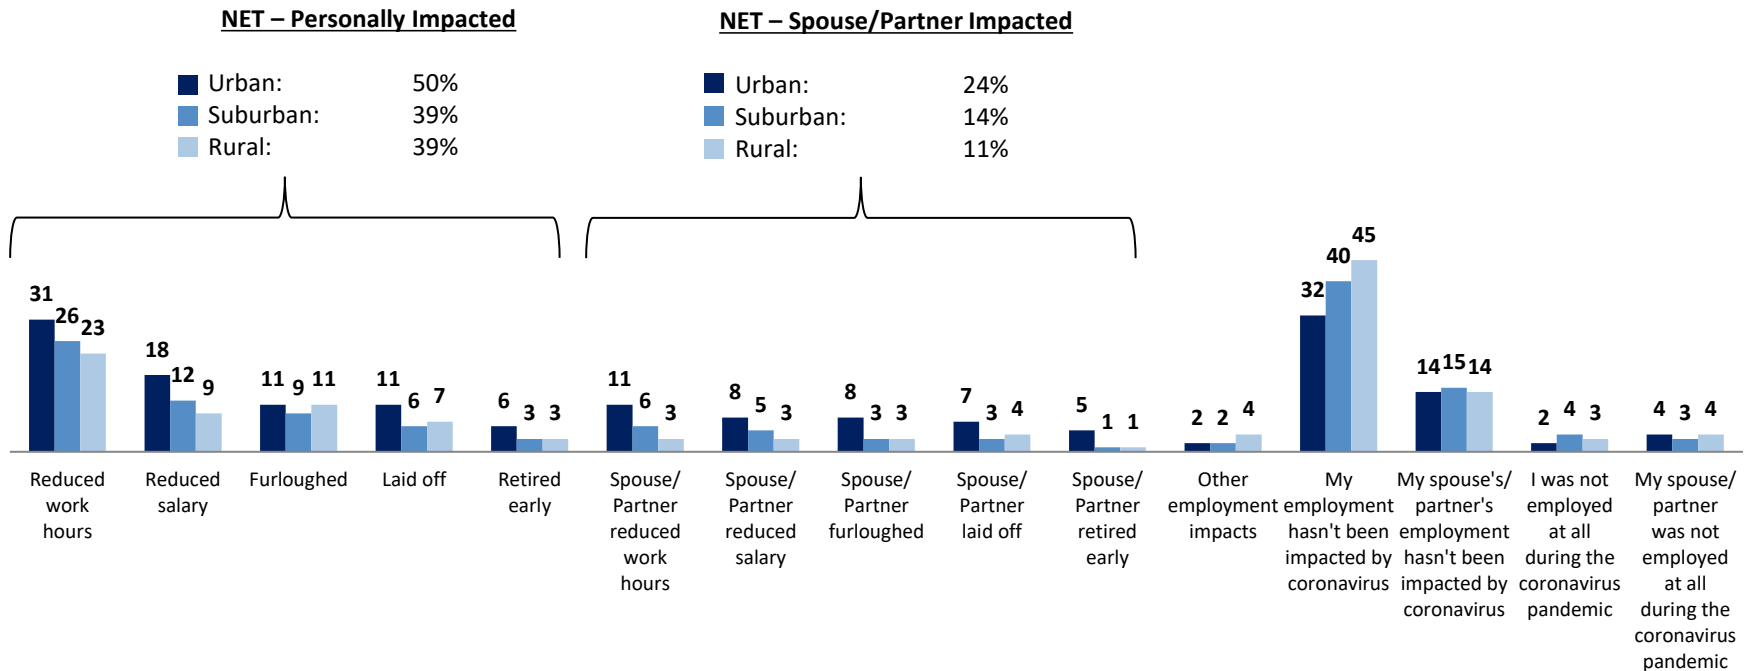 NET – Personally Impacted
Urban: 50%
Suburban: 39%
Rural: 39%
NET – Spouse/Partner Impacted
Urban: 24%
Suburban: 14%
Rural: 11%
31 26 23
18 12 9
11 9 11
11 6 7
6 3 3
11 6 3
8 5 3
8 3 3
7 3 4
5 1 1
2 2 4
32 40 45
14 15 14
2 4 3
4 3 4
Reduced
work
hours
Reduced
salary
Furloughed
Laid off
Retired
early
Spouse/
Partner
reduced
work
hours
Spouse/
Partner
reduced
salary
Spouse/
Partner
furloughed
Spouse/
Partner
laid off
Spouse/
Partner
retired
early
Other
employment
impacts
My
employment
hasn't been
impacted by
coronavirus
My spouse's/
partner's
employment
hasn't been
impacted by
coronavirus
I was not
employed
at all
during the
coronavirus
pandemic
My spouse/
partner
was not
employed
at all
during the
coronavirus
pandemic